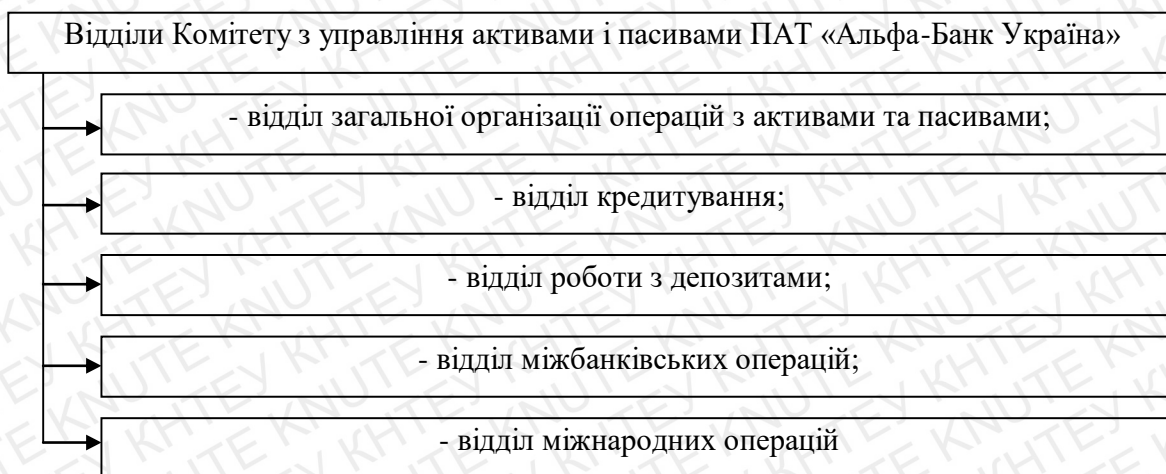 Відділи Комітету з управління активами і пасивами ПАТ «Альфа-Банк Україна»
- відділ загальної організації операцій з активами та пасивами;
- відділ кредитування;
- відділ роботи з депозитами;
- відділ міжбанківських операцій;
- відділ міжнародних операцій